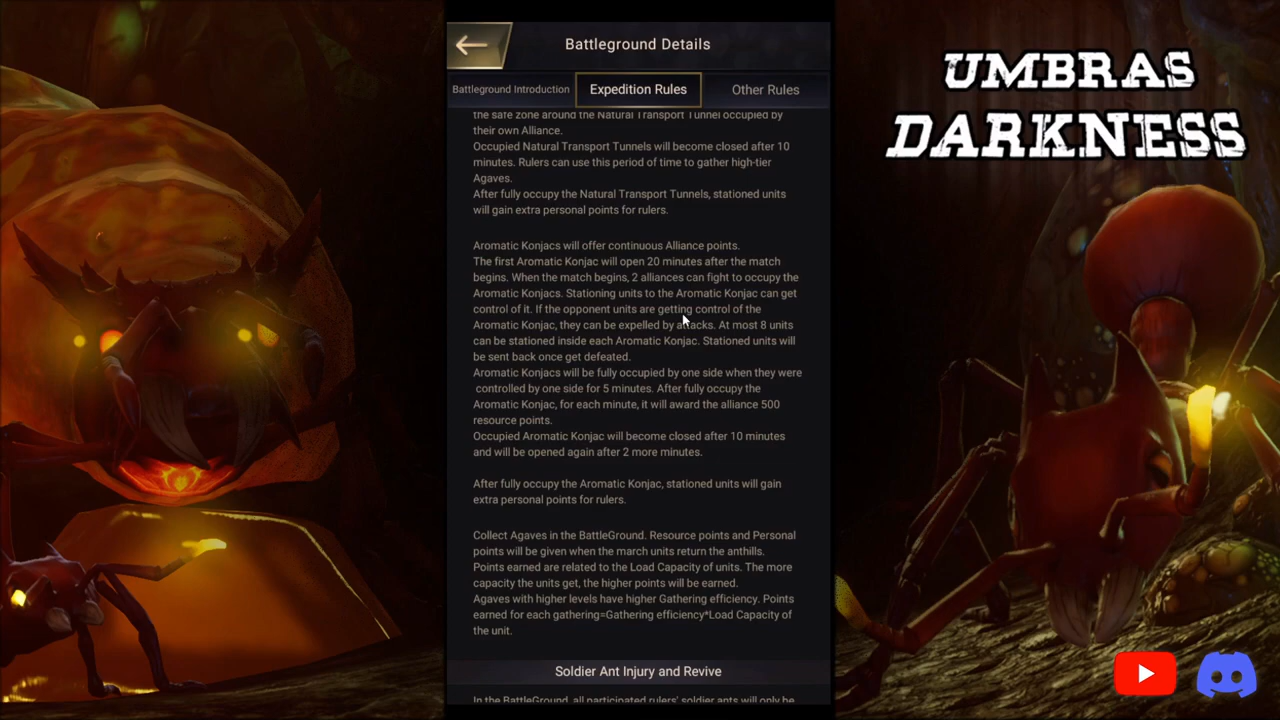 Battleground Details
Battleground Introduction
Expedition Rules
Other Rules
the safe zone around the Natural Transport Tunnel occupied by
their own Alliance.
Occupied Natural Transport Tunnels will become closed after 10
minutes. Rulers can use this period of time to gather high-tier
Agaves.
After fully occupy the Natural Transport Tunnels, stationed units
will gain extra personal points for rulers.
Aromatic Konjacs will offer continuous Alliance points.
The first Aromatic Konjac will open 20 minutes after the match
begins. When the match begins, 2 alliances can fight to occupy the
Aromatic Konjacs. Stationing units to the Aromatic Konjac can get
control of it. If the opponent units are getting control of the
Aromatic Konjac, they can be expelled by attacks. At most 8 units
can be stationed inside each Aromatic Konjac. Stationed units will
be sent back once get defeated.
Aromatic Konjacs will be fully occupied by one side when they were
controlled by one side for 5 minutes. After fully occupy the
Aromatic Konjac, for each minute, it will award the alliance 500
resource points.
Occupied Aromatic Konjac will become closed after 10 minutes
and will be opened again after 2 more minutes.
After fully occupy the Aromatic Konjac, stationed units will gain
extra personal points for rulers.
Collect Agaves in the BattleGround. Resource points and Personal
points will be given when the march units return the anthills.
Points earned are related to the Load Capacity of units. The more
capacity the units get, the higher points will be earned.
Agaves with higher levels have higher Gathering efficiency. Points
earned for each gathering=Gathering efficiency*Load Capacity of
the unit.
Soldier Ant Injury and Revive
In the BattleGround, all participated rulers' soldier ants will only be
UMBRAS
DARKNESS